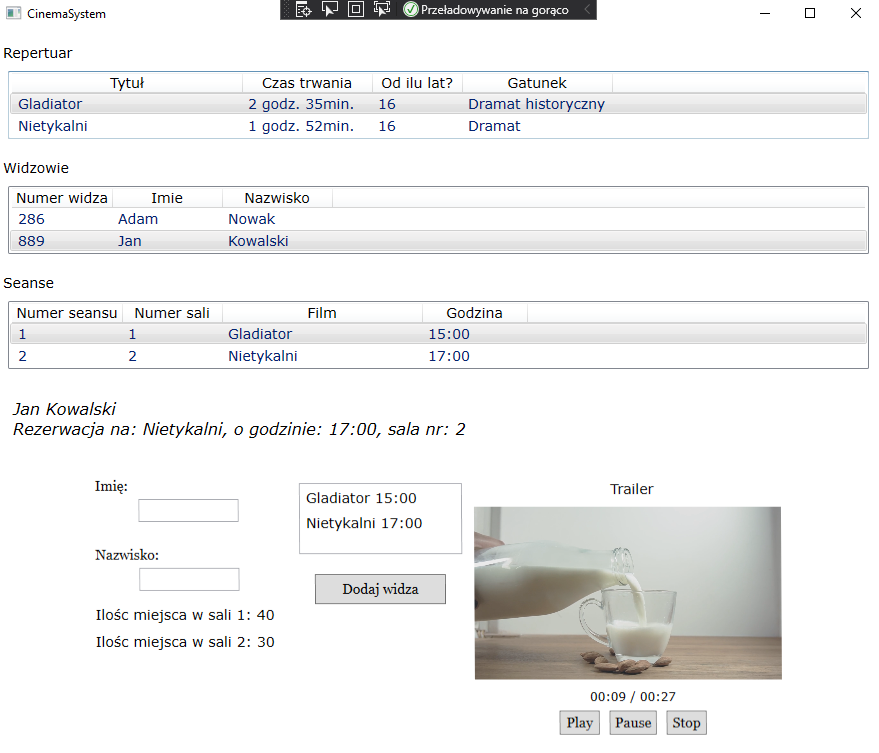 CinemaSystem
Przeładowywanie na gorąco
Repertuar
Tytuł Czas trwania Od ilu lat? Gatunek
Gladiator 2 godz. 35min. 16 Dramat historyczny
Nietykalni 1 godz. 52min. 16 Dramat
Widzowie
Numer widza Imie Nazwisko
286 Adam Nowak
889 Jan Kowalski
Seanse
Numer seansu Numer sali Film Godzina
1 1 Gladiator 15:00
2 2 Nietykalni 17:00
Jan Kowalski
Rezerwacja na: Nietykalni, o godzinie: 17:00, sala nr: 2
Imię:
Nazwisko:
Ilośc miejsca w sali 1: 40
Ilośc miejsca w sali 2: 30
Gladiator 15:00
Nietykalni 17:00
Dodaj widza
Trailer
00:09 / 00:27
Play Pause Stop